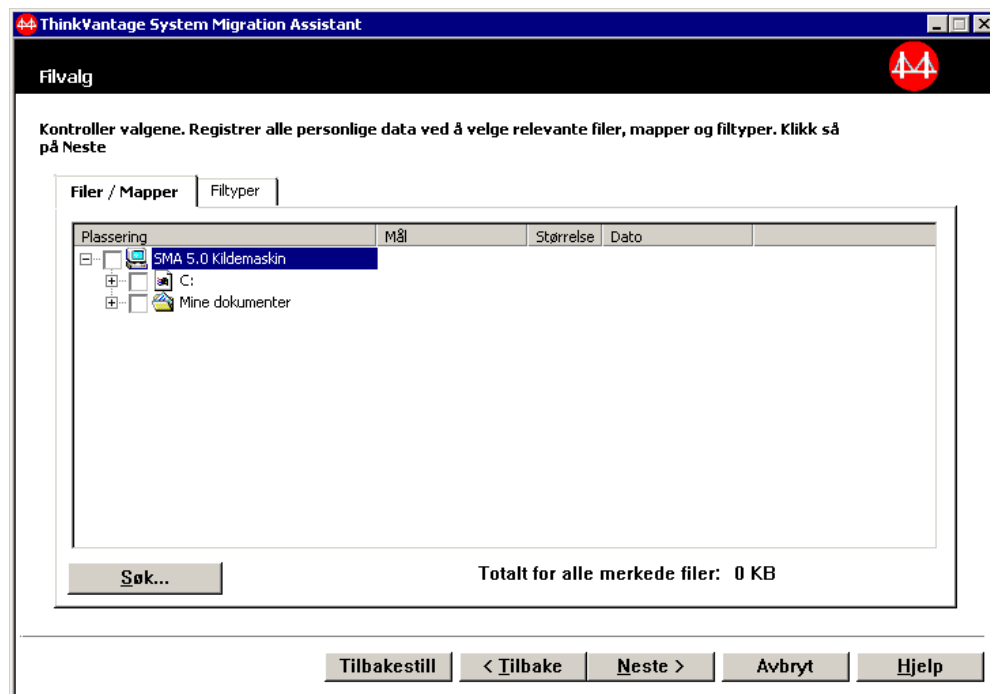 ThinkVantage System Migration Assistant
Filvalg
Kontroller valgene. Registrer alle personlige data ved å velge relevante filer, mapper og filtyper. Klikk så
på Neste
Filer / Mapper Filtyper
Plassering Mål Størrelse Dato
SMA 5.0 Kildemaskin
C:
Mine dokumenter
Søk... Totalt for alle merkede filer: 0 KB
Tilbakestill < Tilbake Neste > Avbryt Hjelp